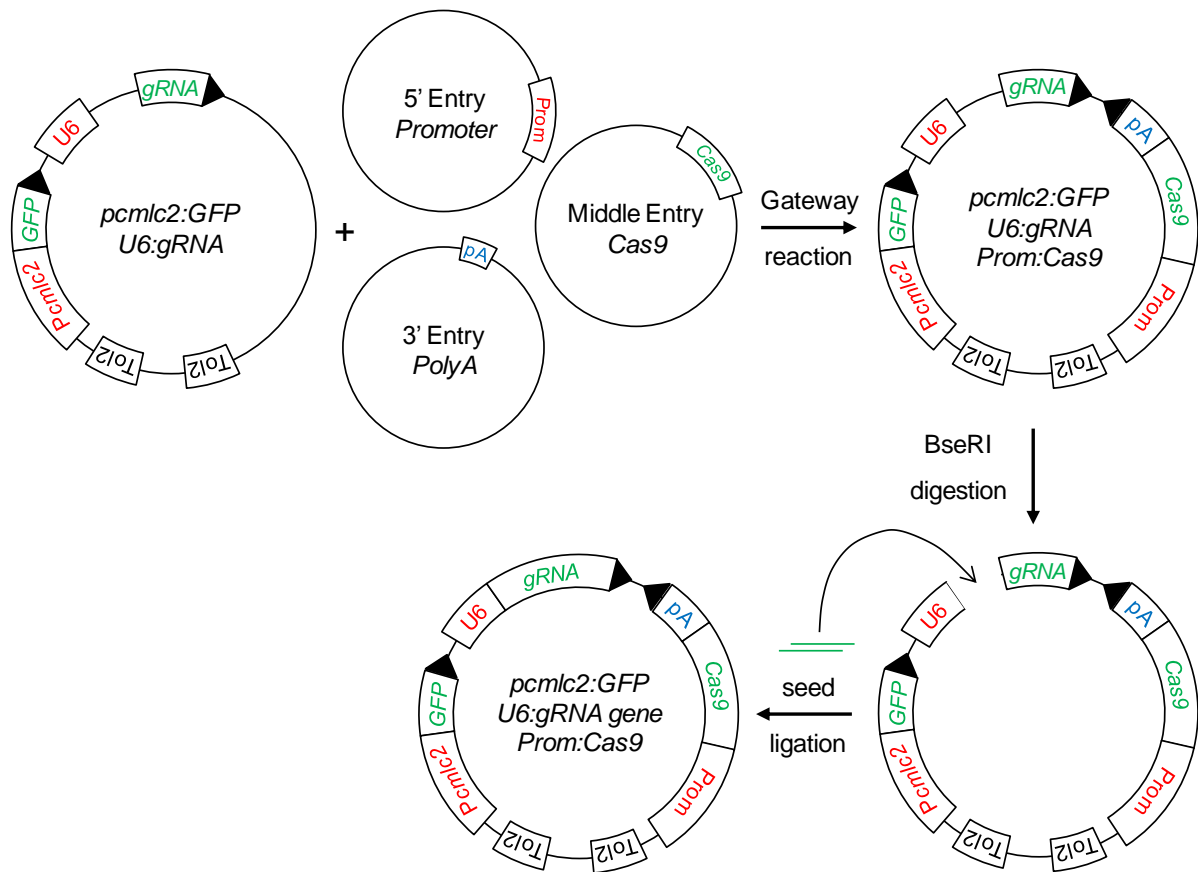 gRNA
U6
GFP
Pcmlc2
Tol2
Tol2
pcmlc2:GFP
U6:gRNA
+
5' Entry
Promoter
Prom
Middle Entry
Cas9
Cas9
pA
3' Entry
PolyA
Gateway
reaction
gRNA
pA
U6
Cas9
GFP
Pcmlc2
Prom
Tol2
Tol2
pcmlc2:GFP
U6:gRNA
Prom:Cas9
BseRI
digestion
gRNA
pA
U6
Cas9
GFP
Pcmlc2
Prom
Tol2
Tol2
seed
ligation
gRNA
pA
U6
Cas9
GFP
Pcmlc2
Prom
Tol2
Tol2
pcmlc2:GFP
U6:gRNA gene
Prom:Cas9